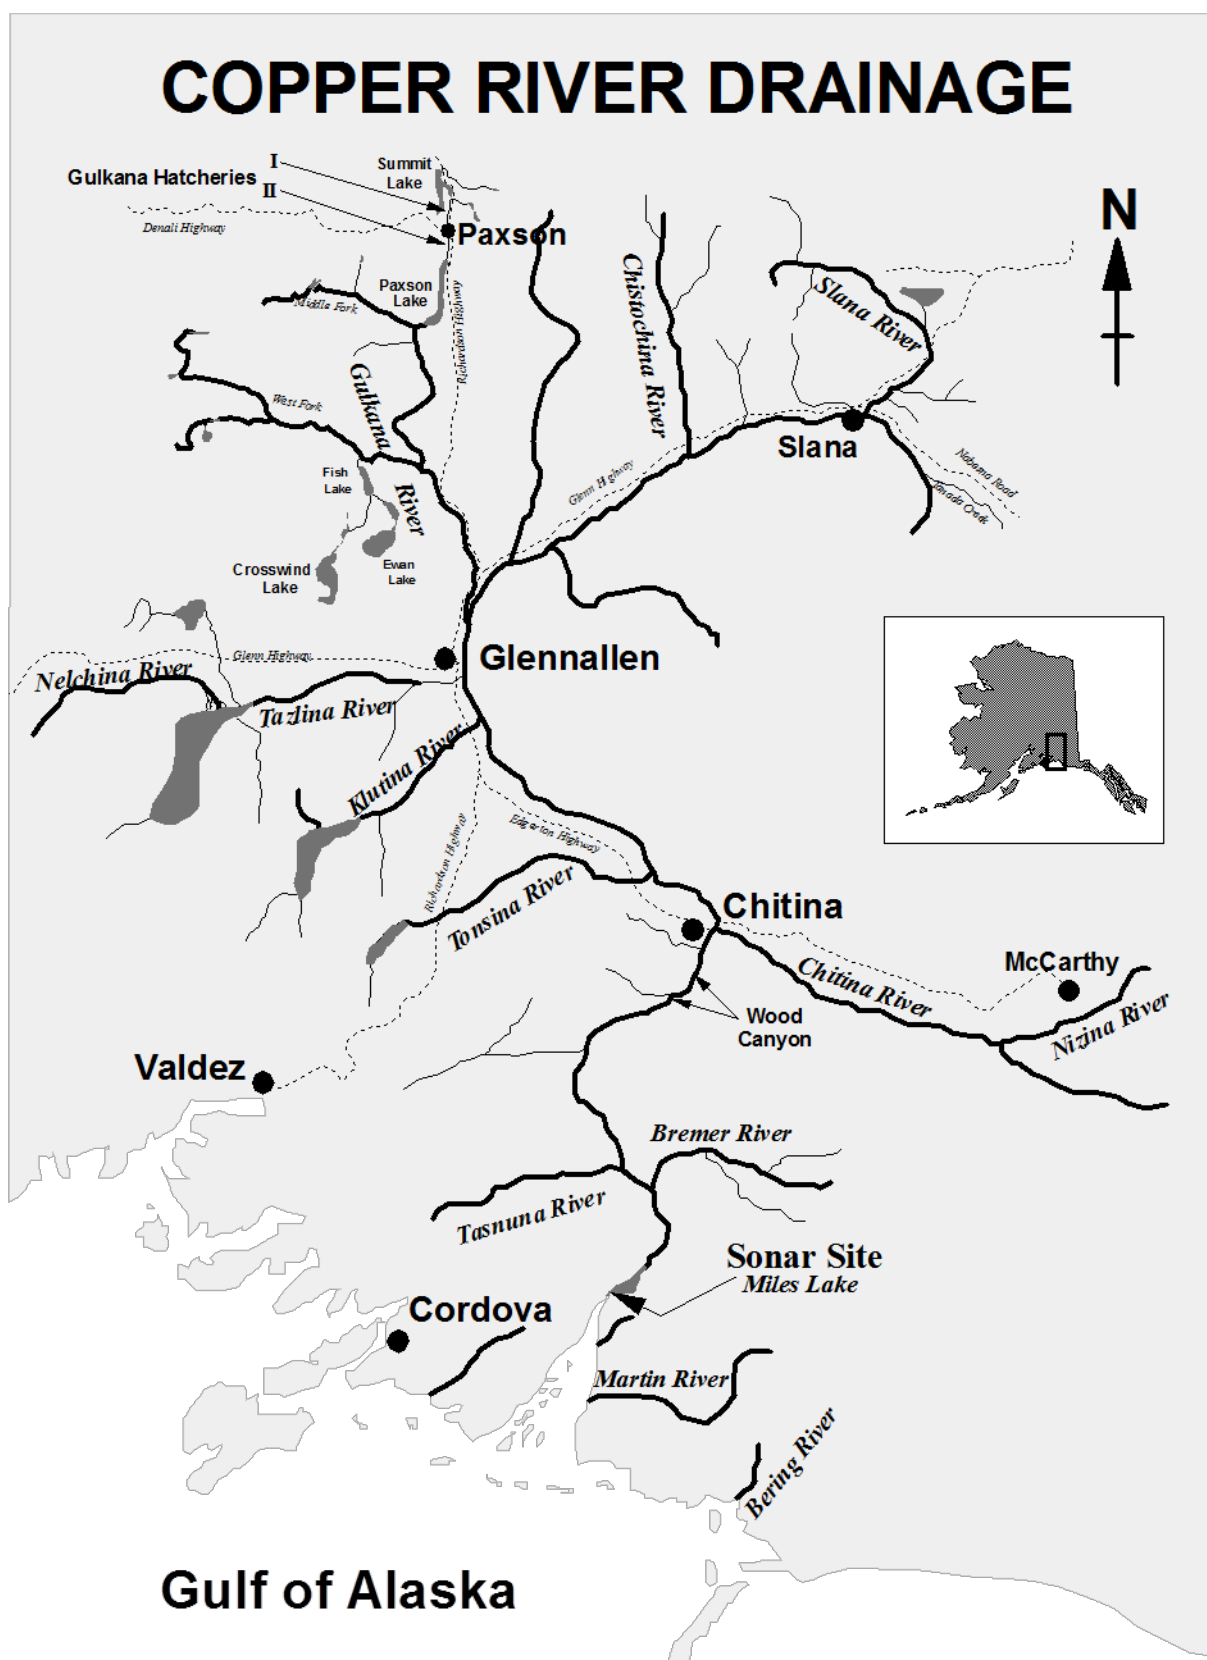 COPPER RIVER DRAINAGE
I
Gulkana Hatcheries
II
Summit
Lake
Denali Highway
Paxson
N
Paxson
Lake
Middle Fork
Richardson Highway
Chistochina River
Slana River
Gulkana
River
West Fork
Slana
Fish
Lake
Glenn Highway
Nabesna Road
Tanada Creek
Crosswind
Lake
Ewan
Lake
Glenn Highway
Glennallen
Nelchina River
Tazlina River
Klutina River
Edgerton Highway
Richardson Highway
Tonsina River
Chitina
Chitina River
McCarthy
Wood
Canyon
Nizina River
Valdez
Bremer River
Tasnuna River
Sonar Site
Miles Lake
Cordova
Martin River
Bering River
Gulf of Alaska